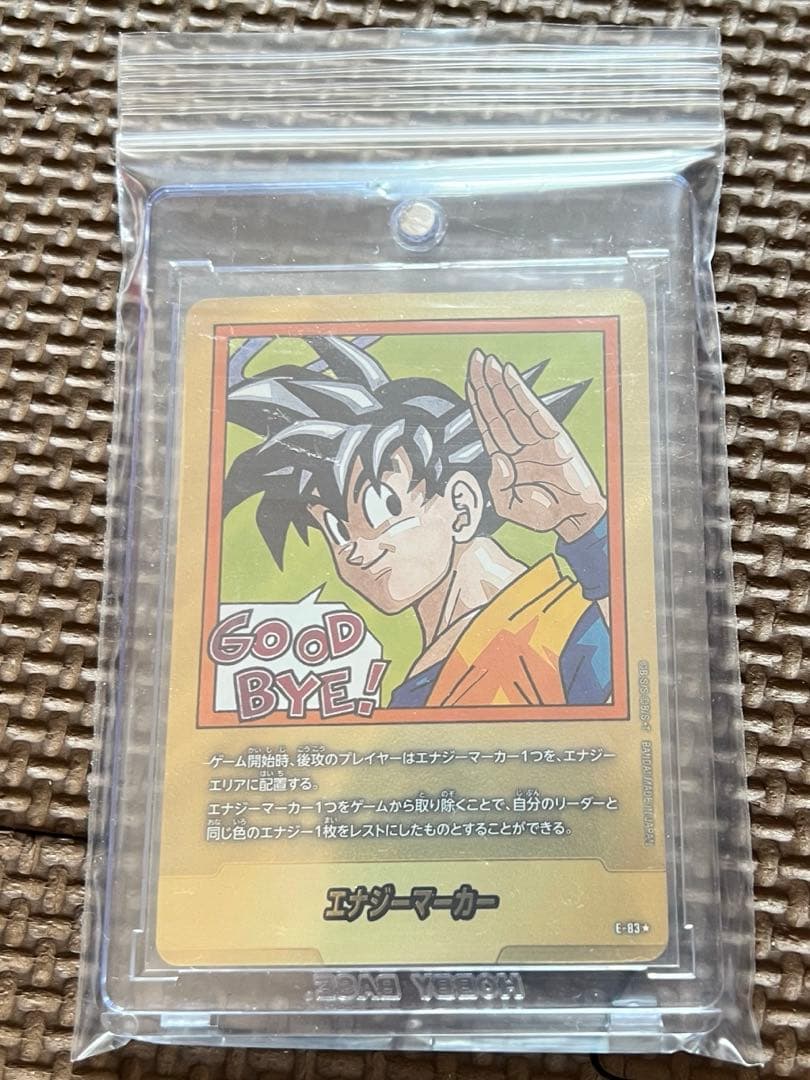 GOOD
BYE!
ゲーム開始時、後攻のプレイヤーはエナジーマーカー1つを、エナジー
エリアに配置する。
エナジーマーカー1つをゲームから取り除くことで、自分のリーダーと
同じ色のエナジー1枚をレストにしたものとすることができる。
エナジーマーカー
E-83★
©B・S/S ©B/S・T BANDAI MADE IN JAPAN
HOBBY BASE